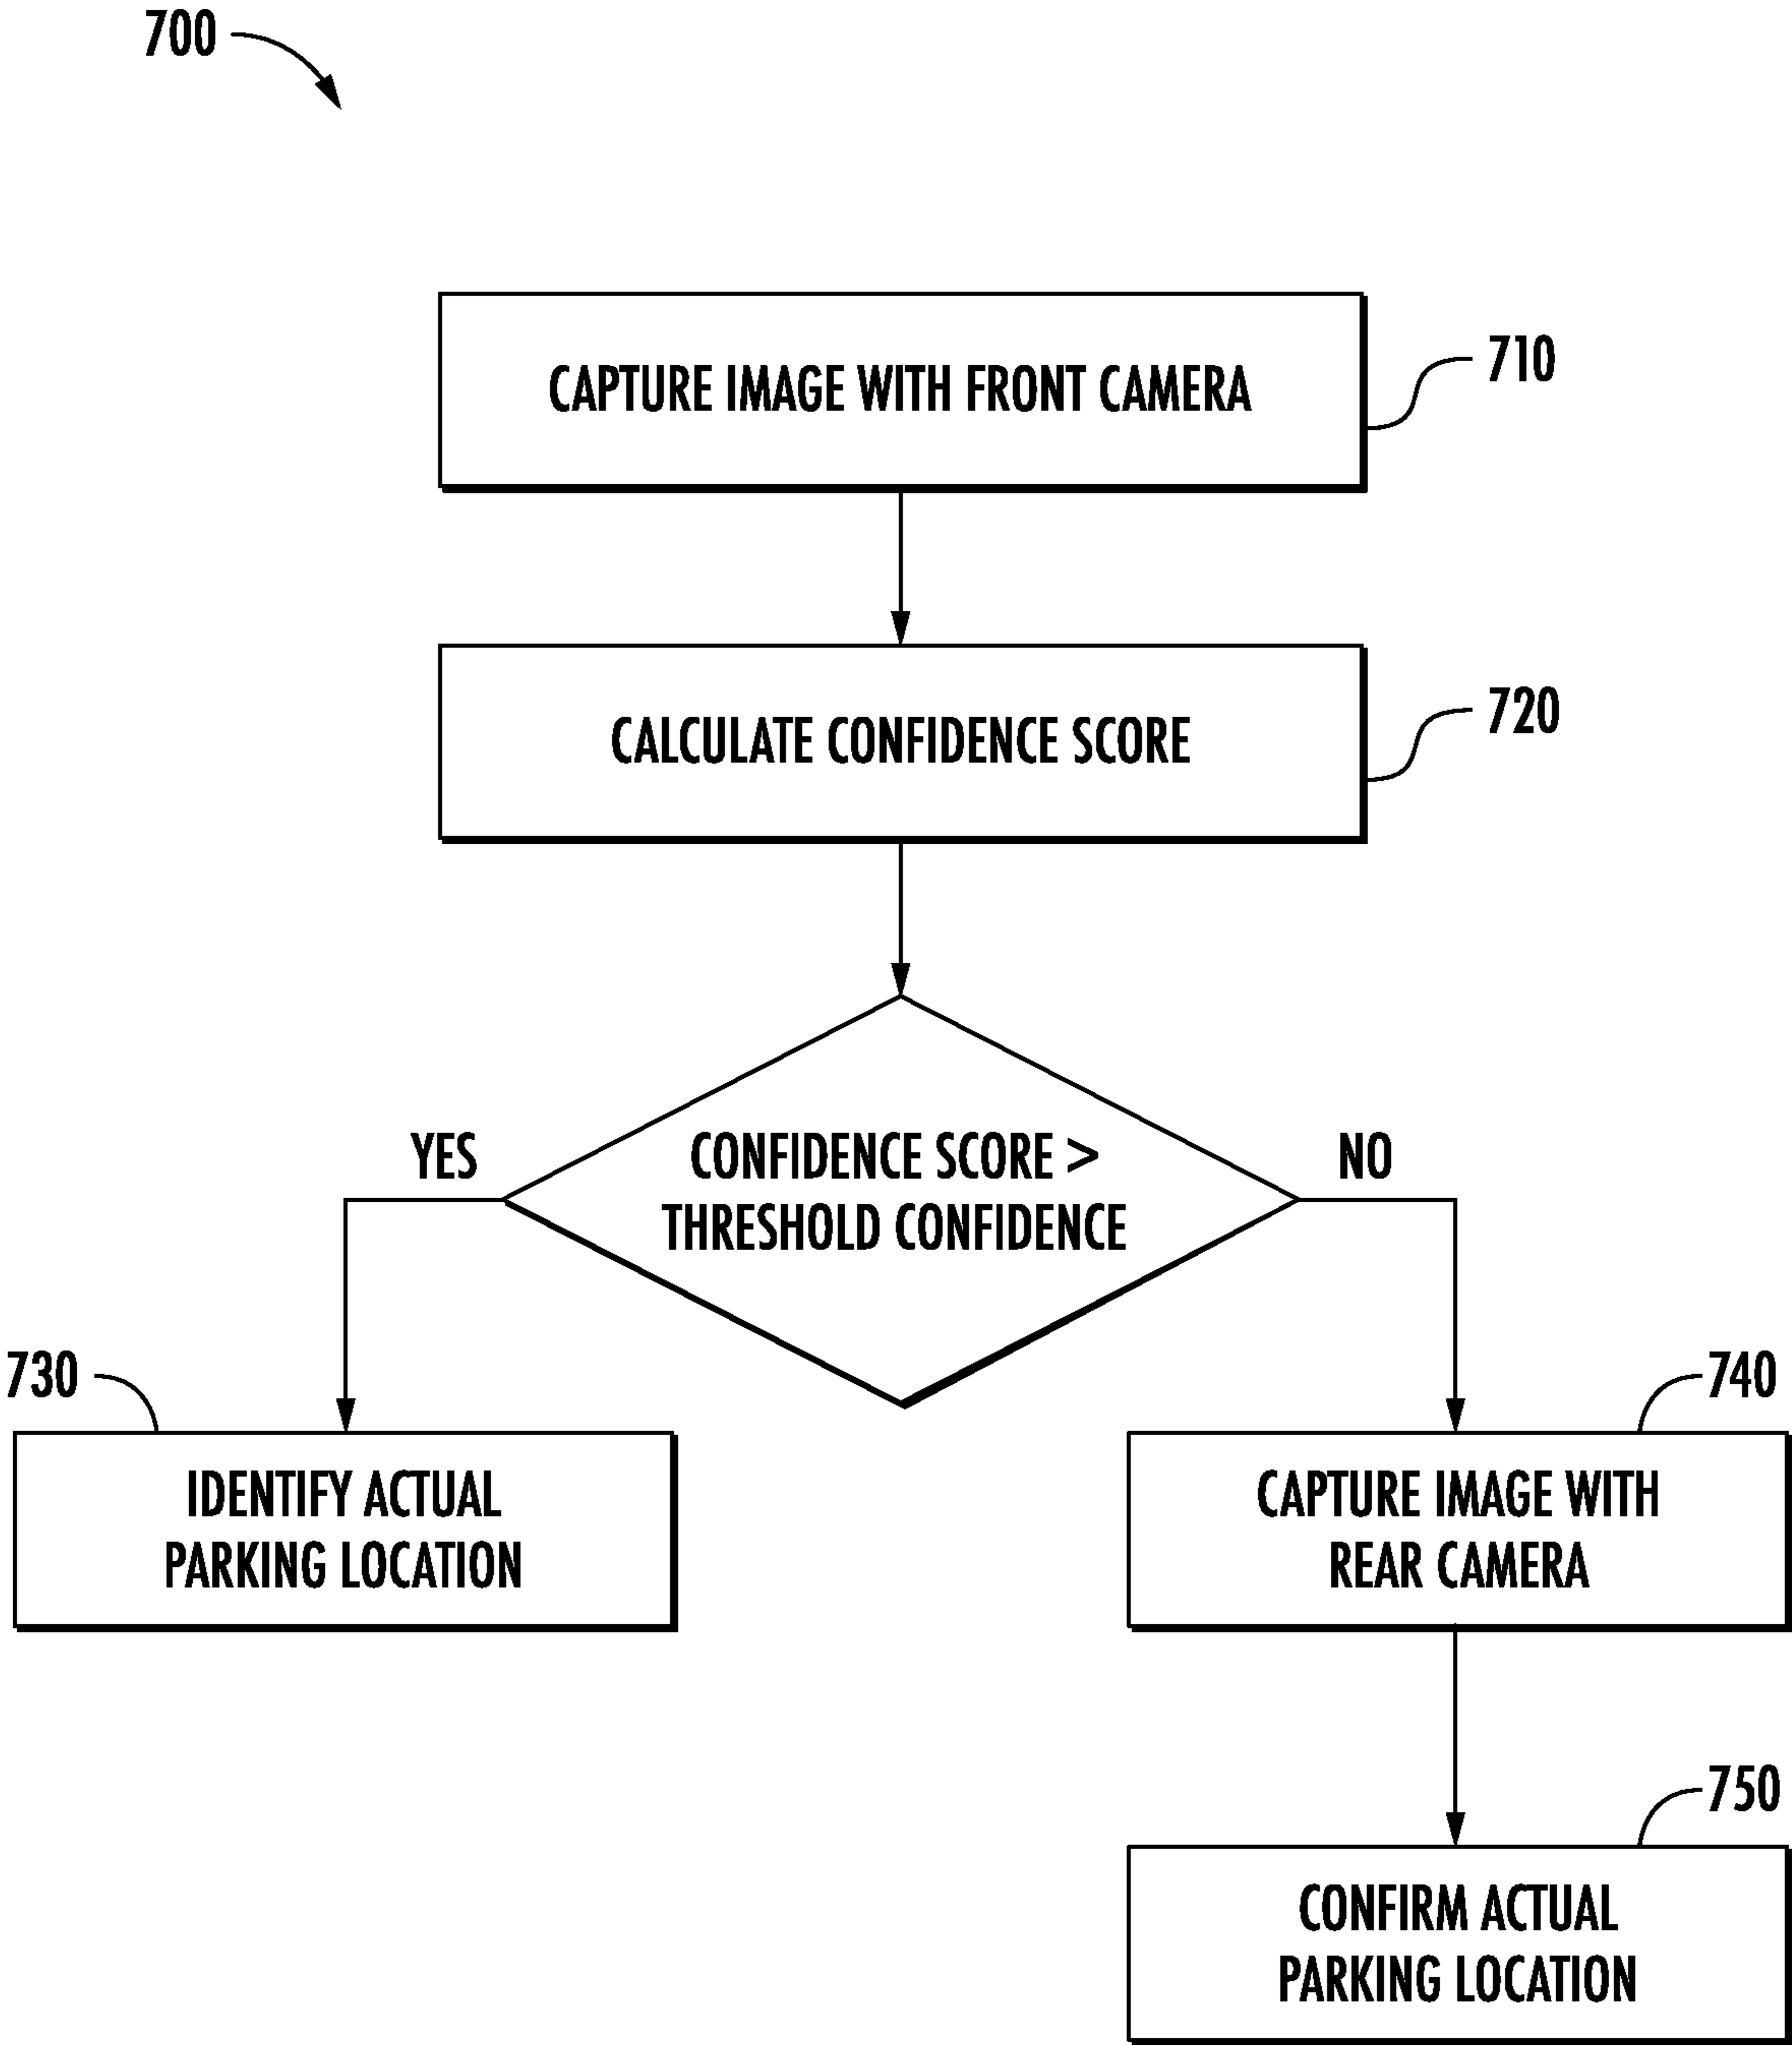 700
CAPTURE IMAGE WITH FRONT CAMERA
710
CALCULATE CONFIDENCE SCORE
720
YES
CONFIDENCE SCORE >
THRESHOLD CONFIDENCE
NO
730
IDENTIFY ACTUAL
PARKING LOCATION
740
CAPTURE IMAGE WITH
REAR CAMERA
750
CONFIRM ACTUAL
PARKING LOCATION